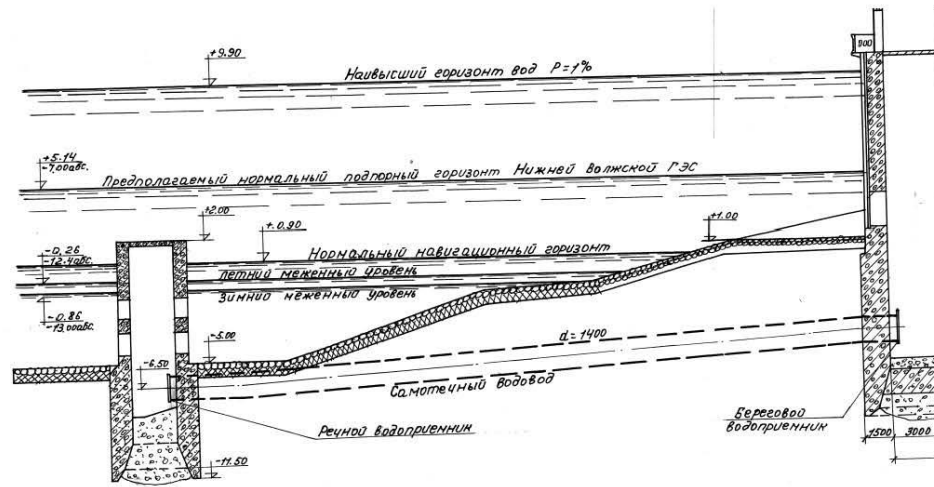 +9.90
Наивысший горизонт вод P=1%
+5.14
-7.00абс.
Предполагаемый нормальный подпорный горизонт Нижней волжской ГЭС
+2.00
+0.90
+1.00
Нормальный навигационный горизонт
-0.26
-12.4абс.
летний меженный уровень
Зимний меженный уровень
-0.86
-13.00абс.
-5.00
d=1400
-6.50
Самотечный Водовод
Речной водоприемник
Береговой
водоприемник
1500
3000
-11.50